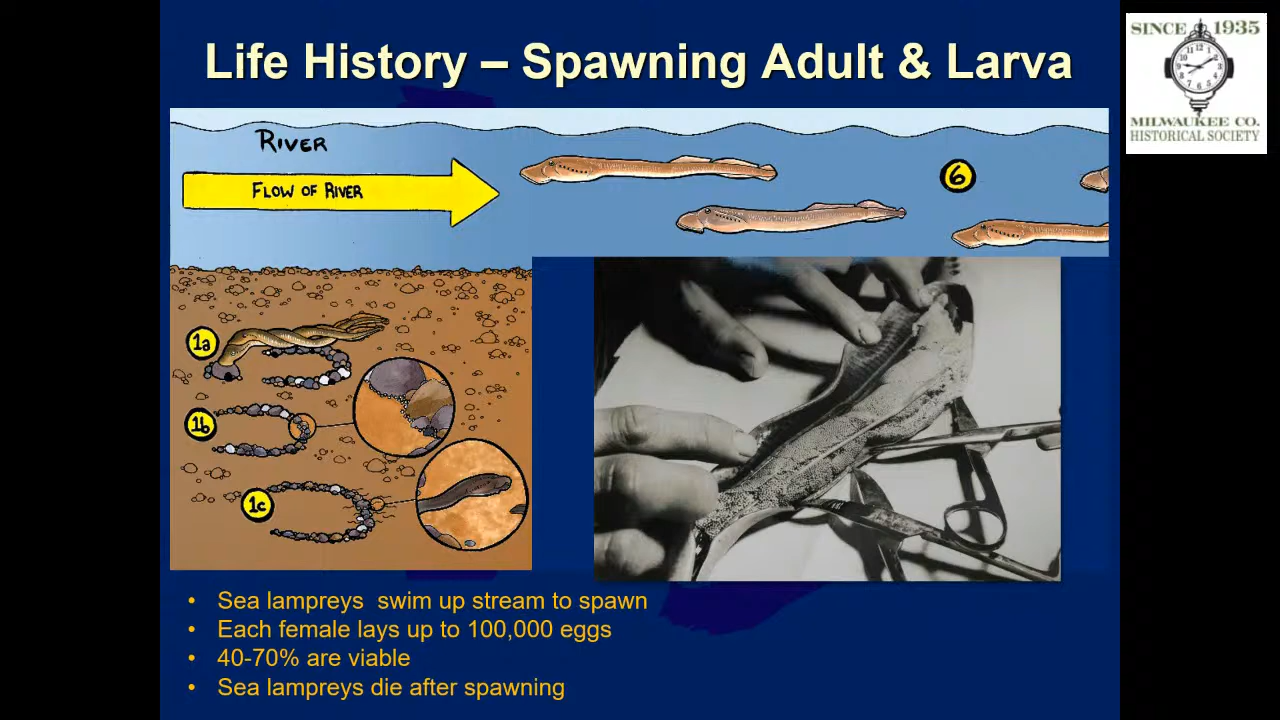 Life History – Spawning Adult & Larva
SINCE 1935
MILWAUKEE CO.
HISTORICAL SOCIETY
RIVER
FLOW OF RIVER
6
1a
1b
1c
• Sea lampreys swim up stream to spawn
• Each female lays up to 100,000 eggs
• 40-70% are viable
• Sea lampreys die after spawning